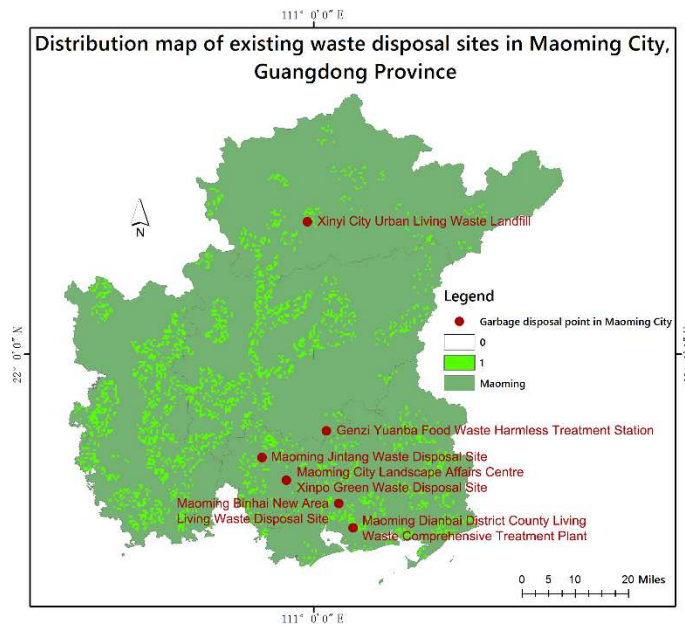 111° 0′0″ E
Distribution map of existing waste disposal sites in Maoming City,
Guangdong Province
N
Xinyi City Urban Living Waste Landfill
Legend
Garbage disposal point in Maoming City
0
1
Maoming
22° 0′0″ N
Genzi Yuanba Food Waste Harmless Treatment Station
Maoming Jintang Waste Disposal Site
Maoming City Landscape Affairs Centre
Xinpo Green Waste Disposal Site
Maoming Binhai New Area
Living Waste Disposal Site
Maoming Dianbai District County Living
Waste Comprehensive Treatment Plant
0 5 10 20 Miles
111° 0′0″ E